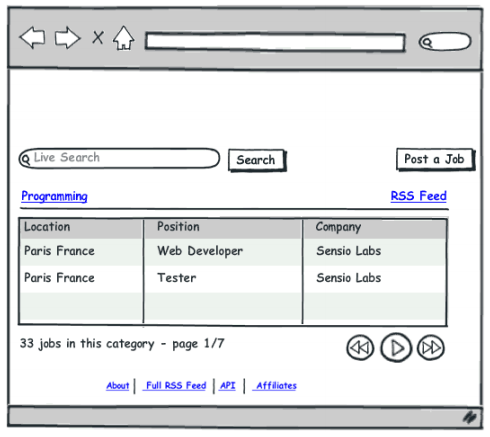 Live Search Search Post a Job
Programming RSS Feed
Location Position Company
Paris France Web Developer Sensio Labs
Paris France Tester Sensio Labs
33 jobs in this category - page 1/7
About | Full RSS Feed | API | Affiliates